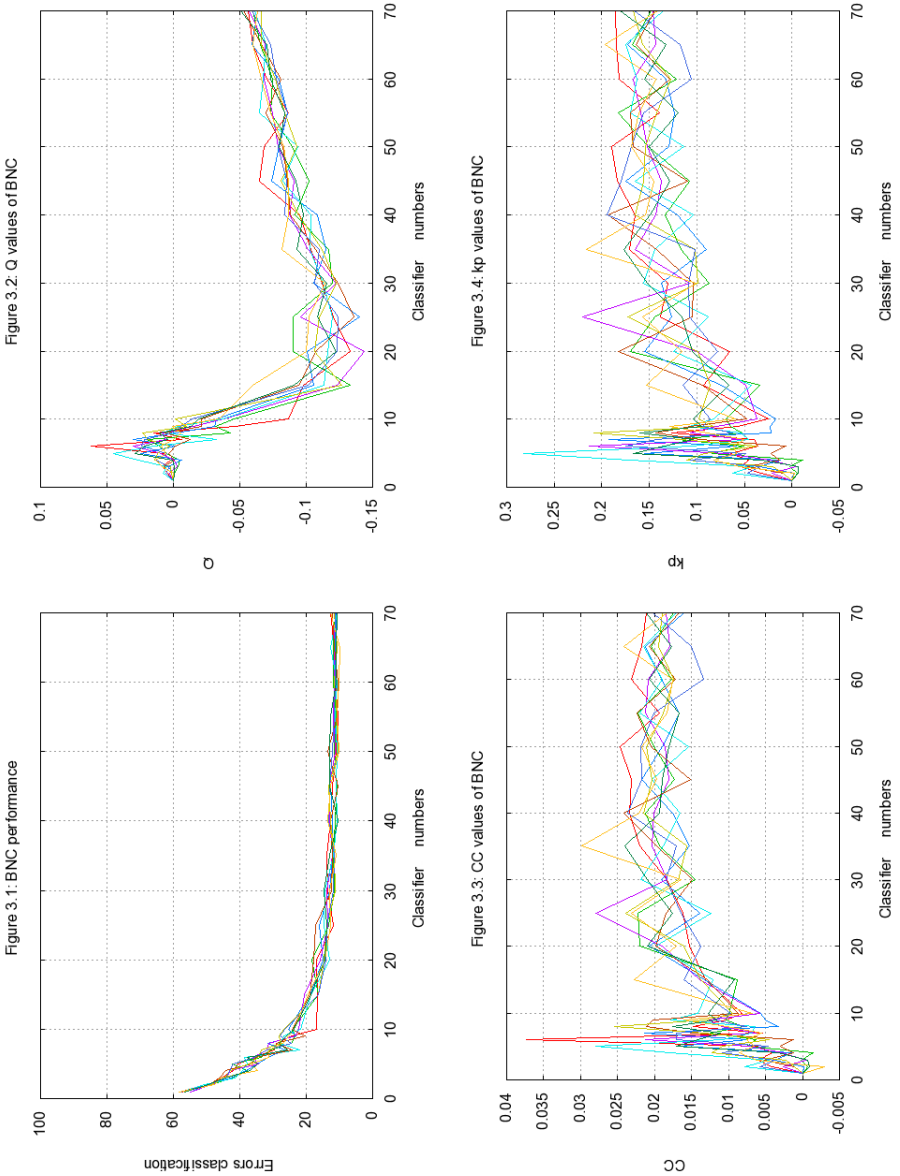 Figure 3.1: BNC performance
100
80
60
40
20
0
0 10 20 30 40 50 60 70
Errors classification
Classifier numbers
Figure 3.2: Q values of BNC
0.1
0.05
0
-0.05
-0.1
-0.15
0 10 20 30 40 50 60 70
Q
Classifier numbers
Figure 3.3: CC values of BNC
0.04
0.035
0.03
0.025
0.02
0.015
0.01
0.005
0
-0.005
0 10 20 30 40 50 60 70
CC
Classifier numbers
Figure 3.4: kp values of BNC
0.3
0.25
0.2
0.15
0.1
0.05
0
-0.05
0 10 20 30 40 50 60 70
kp
Classifier numbers